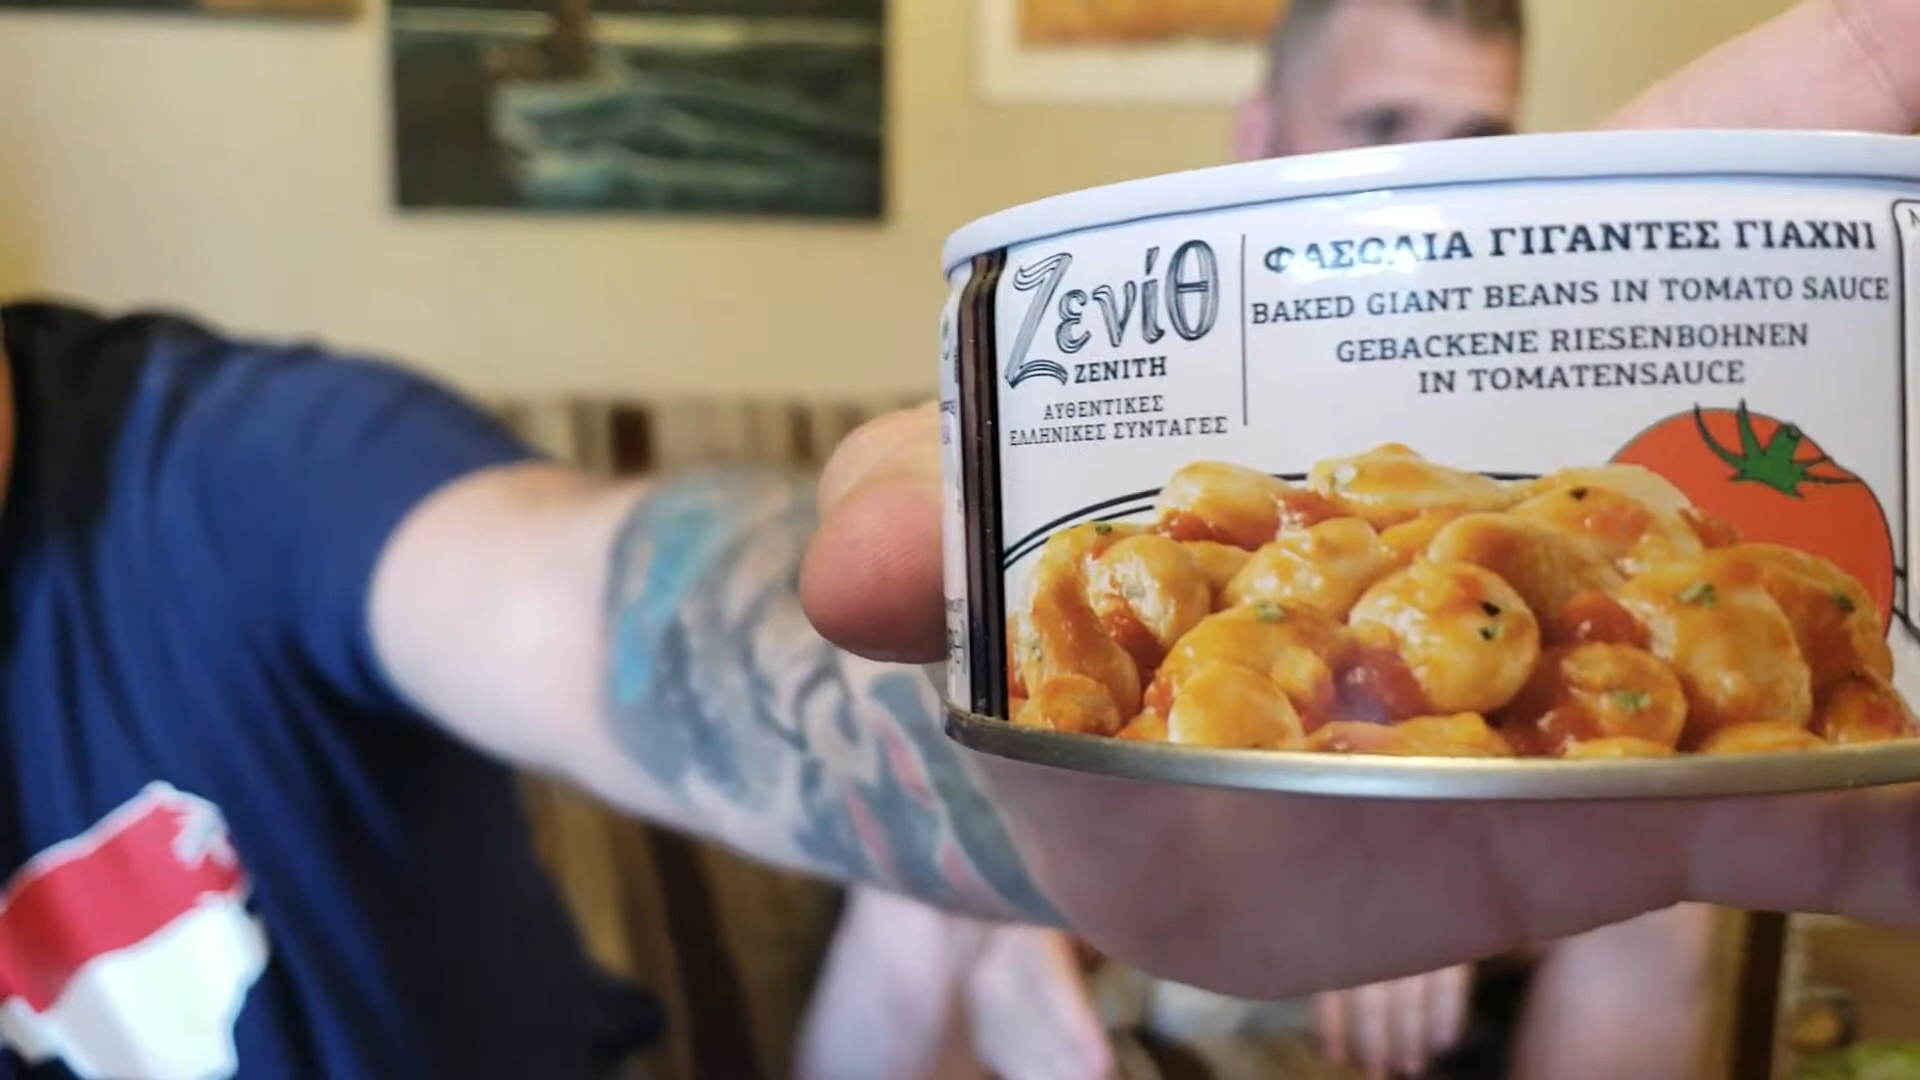 Ζενίθ
ZENITH
ΑΥΘΕΝΤΙΚΕΣ
ΕΛΛΗΝΙΚΕΣ ΣΥΝΤΑΓΕΣ
ΦΑΣΟΛΙΑ ΓΙΓΑΝΤΕΣ ΓΙΑΧΝΙ
BAKED GIANT BEANS IN TOMATO SAUCE
GEBACKENE RIESENBOHNEN
IN TOMATENSAUCE